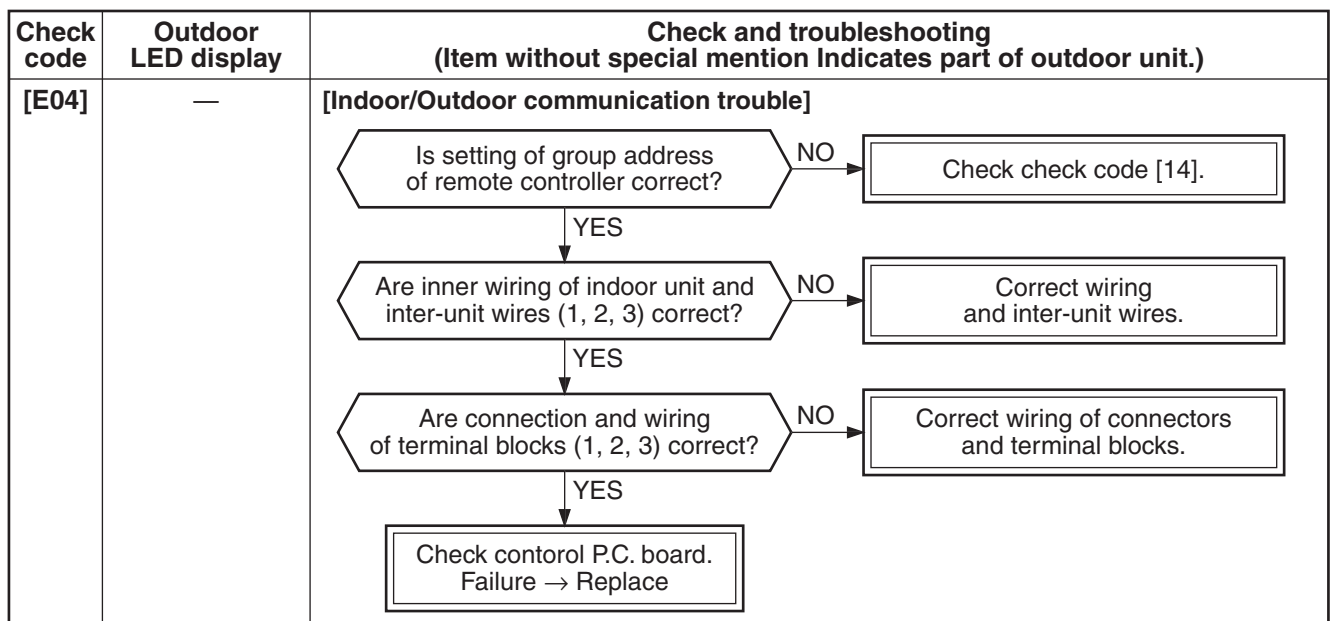 Check
code
Outdoor
LED display
Check and troubleshooting
(Item without special mention Indicates part of outdoor unit.)
[E04]
—
[Indoor/Outdoor communication trouble]
Is setting of group address
of remote controller correct?
NO
Check check code [14].
YES
Are inner wiring of indoor unit and
inter-unit wires (1, 2, 3) correct?
NO
Correct wiring
and inter-unit wires.
YES
Are connection and wiring
of terminal blocks (1, 2, 3) correct?
NO
Correct wiring of connectors
and terminal blocks.
YES
Check contorol P.C. board.
Failure → Replace